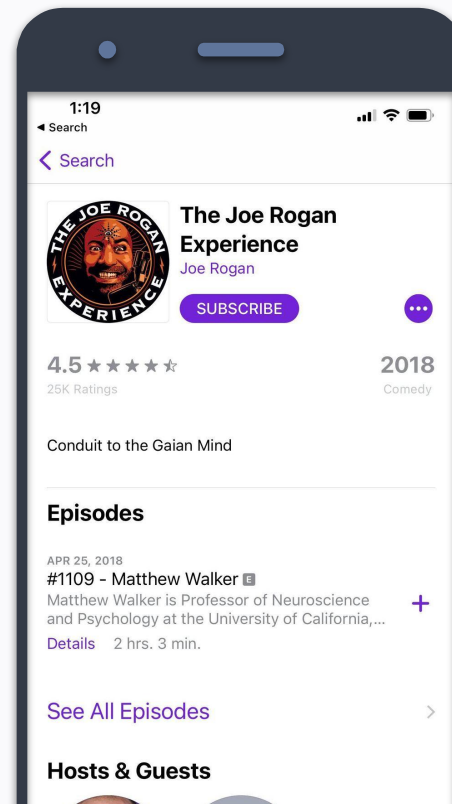 1:19
◀ Search
Search
THE JOE ROGAN EXPERIENCE
The Joe Rogan
Experience
Joe Rogan
SUBSCRIBE
4.5
2018
25K Ratings
Comedy
Conduit to the Gaian Mind
Episodes
APR 25, 2018
#1109 - Matthew Walker E
Matthew Walker is Professor of Neuroscience
and Psychology at the University of California,...
Details 2 hrs. 3 min.
See All Episodes
Hosts & Guests